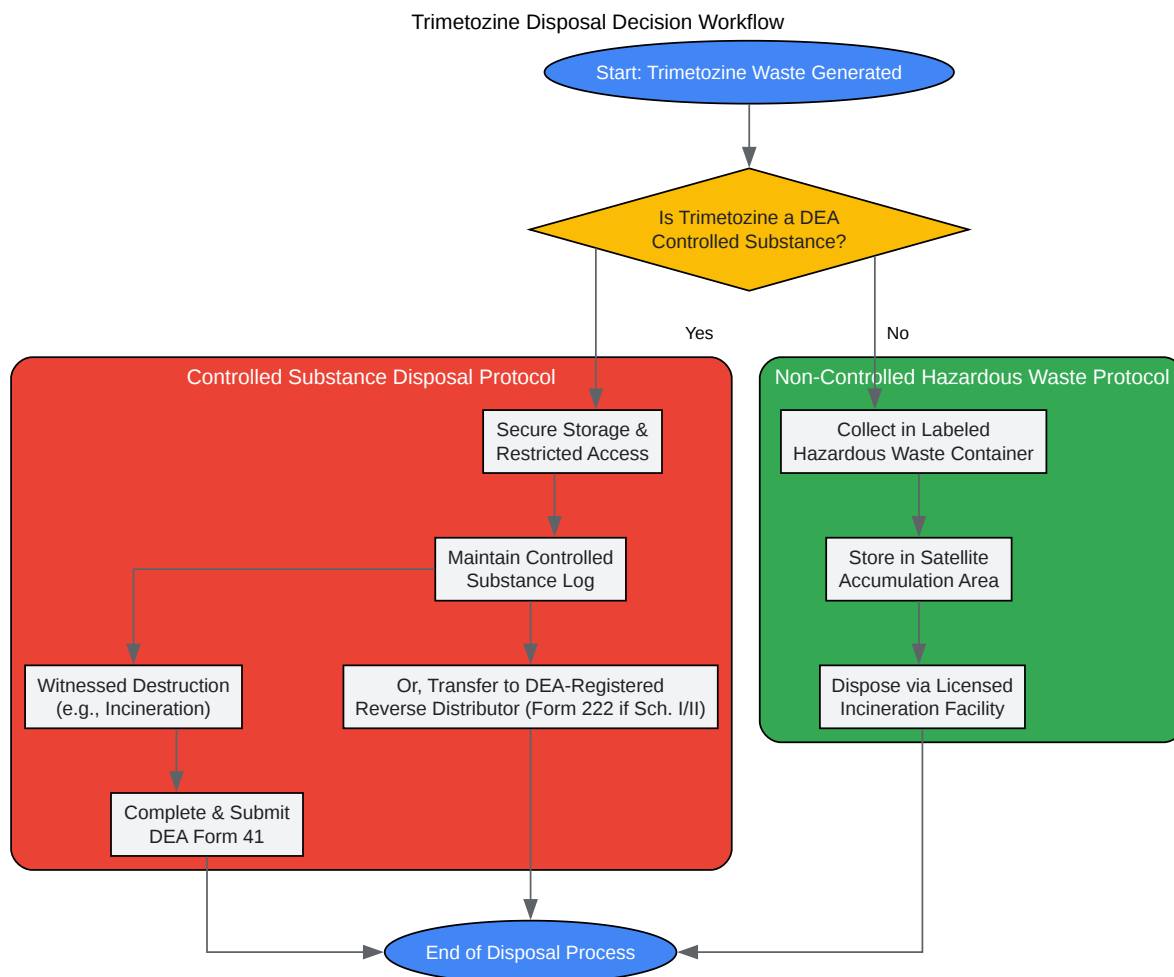 Trimetozine Disposal Decision Workflow
Start: Trimetozine Waste Generated
Is Trimetozine a DEA
Controlled Substance?
Yes
No
Controlled Substance Disposal Protocol
Secure Storage &
Restricted Access
Maintain Controlled
Substance Log
Witnessed Destruction
(e.g., Incineration)
Or, Transfer to DEA-Registered
Reverse Distributor (Form 222 if Sch. I/II)
Complete & Submit
DEA Form 41
Non-Controlled Hazardous Waste Protocol
Collect in Labeled
Hazardous Waste Container
Store in Satellite
Accumulation Area
Dispose via Licensed
Incineration Facility
End of Disposal Process